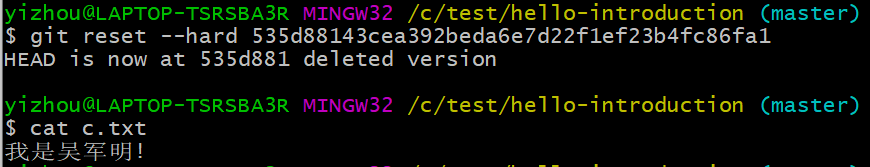 yizhou@LAPTOP-TSRSBA3R MINGW32 /c/test/hello-introduction (master)
$ git reset --hard 535d88143cea392beda6e7d22f1ef23b4fc86fa1
HEAD is now at 535d881 deleted version
yizhou@LAPTOP-TSRSBA3R MINGW32 /c/test/hello-introduction (master)
$ cat c.txt
我是吴军明!